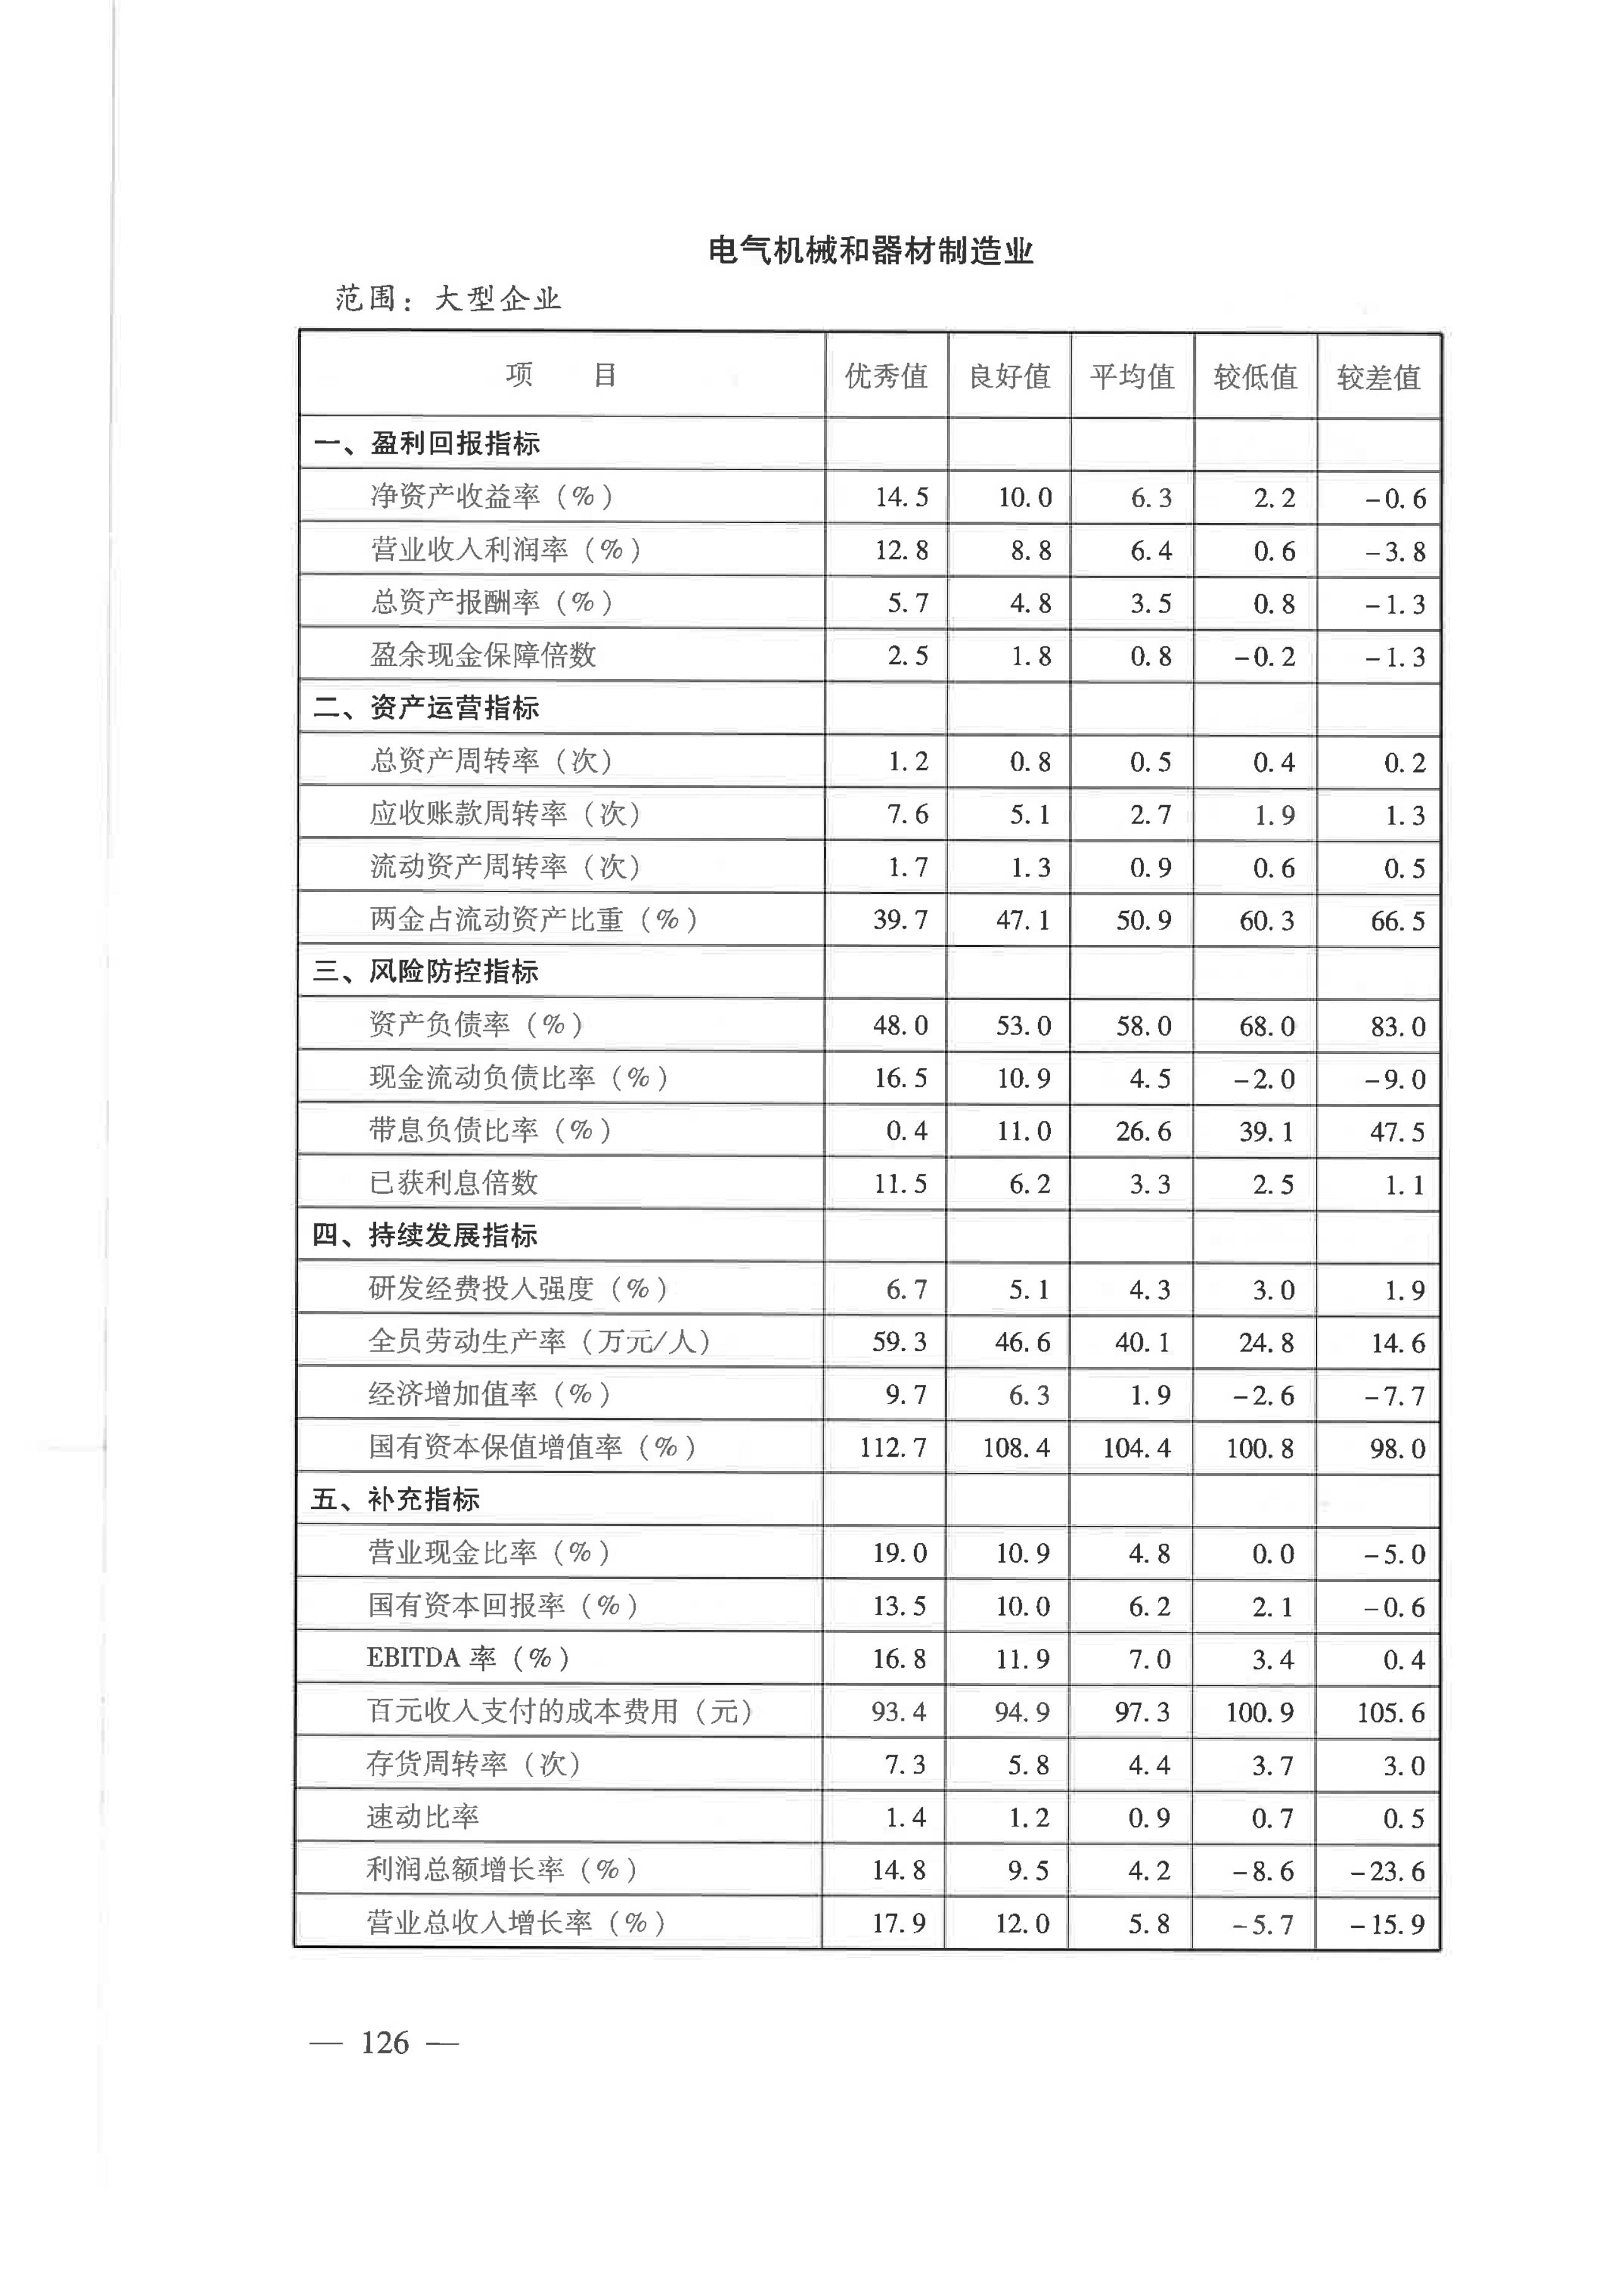 电气机械和器材制造业
范围：大型企业
项 目 优秀值 良好值 平均值 较低值 较差值
一、盈利回报指标
净资产收益率（%） 14.5 10.0 6.3 2.2 -0.6
营业收入利润率（%） 12.8 8.8 6.4 0.6 -3.8
总资产报酬率（%） 5.7 4.8 3.5 0.8 -1.3
盈余现金保障倍数 2.5 1.8 0.8 -0.2 -1.3
二、资产运营指标
总资产周转率（次） 1.2 0.8 0.5 0.4 0.2
应收账款周转率（次） 7.6 5.1 2.7 1.9 1.3
流动资产周转率（次） 1.7 1.3 0.9 0.6 0.5
两金占流动资产比重（%） 39.7 47.1 50.9 60.3 66.5
三、风险防控指标
资产负债率（%） 48.0 53.0 58.0 68.0 83.0
现金流动负债比率（%） 16.5 10.9 4.5 -2.0 -9.0
带息负债比率（%） 0.4 11.0 26.6 39.1 47.5
已获利息倍数 11.5 6.2 3.3 2.5 1.1
四、持续发展指标
研发经费投入强度（%） 6.7 5.1 4.3 3.0 1.9
全员劳动生产率（万元/人） 59.3 46.6 40.1 24.8 14.6
经济增加值率（%） 9.7 6.3 1.9 -2.6 -7.7
国有资本保值增值率（%） 112.7 108.4 104.4 100.8 98.0
五、补充指标
营业现金比率（%） 19.0 10.9 4.8 0.0 -5.0
国有资本回报率（%） 13.5 10.0 6.2 2.1 -0.6
EBITDA 率（%） 16.8 11.9 7.0 3.4 0.4
百元收入支付的成本费用（元） 93.4 94.9 97.3 100.9 105.6
存货周转率（次） 7.3 5.8 4.4 3.7 3.0
速动比率 1.4 1.2 0.9 0.7 0.5
利润总额增长率（%） 14.8 9.5 4.2 -8.6 -23.6
营业总收入增长率（%） 17.9 12.0 5.8 -5.7 -15.9
— 126 —